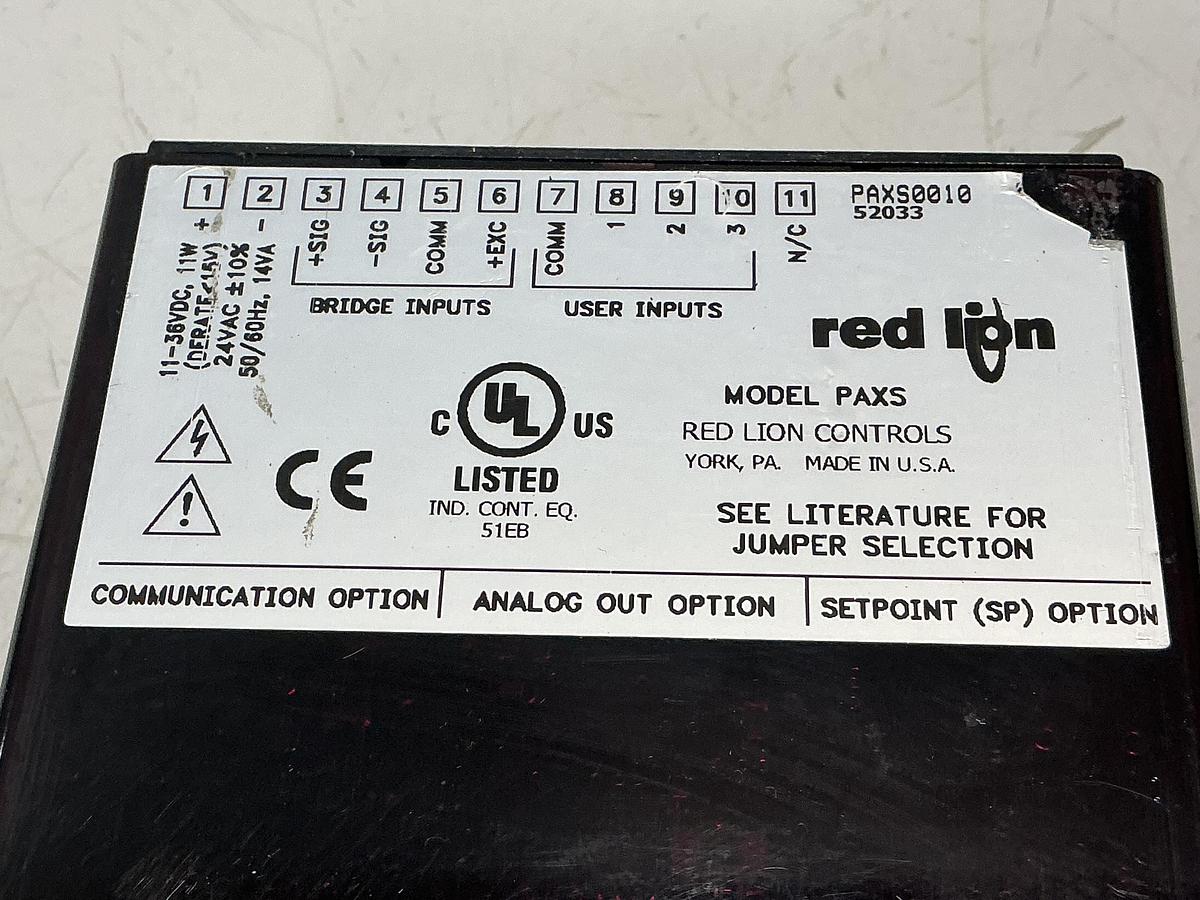 1 2 3 4 5 6 7 8 9 10 11
PAXS0010
52033
+ - +SIG -SIG COMM +EXC COMM 1 2 3 N/C
11-36VDC, 11W
(DERATE<15V)
24VAC ±10%
50/60Hz, 14VA
BRIDGE INPUTS
USER INPUTS
red lion
C UL US
LISTED
IND. CONT. EQ.
51EB
CE
MODEL PAXS
RED LION CONTROLS
YORK, PA. MADE IN U.S.A.
SEE LITERATURE FOR
JUMPER SELECTION
COMMUNICATION OPTION
ANALOG OUT OPTION
SETPOINT (SP) OPTION